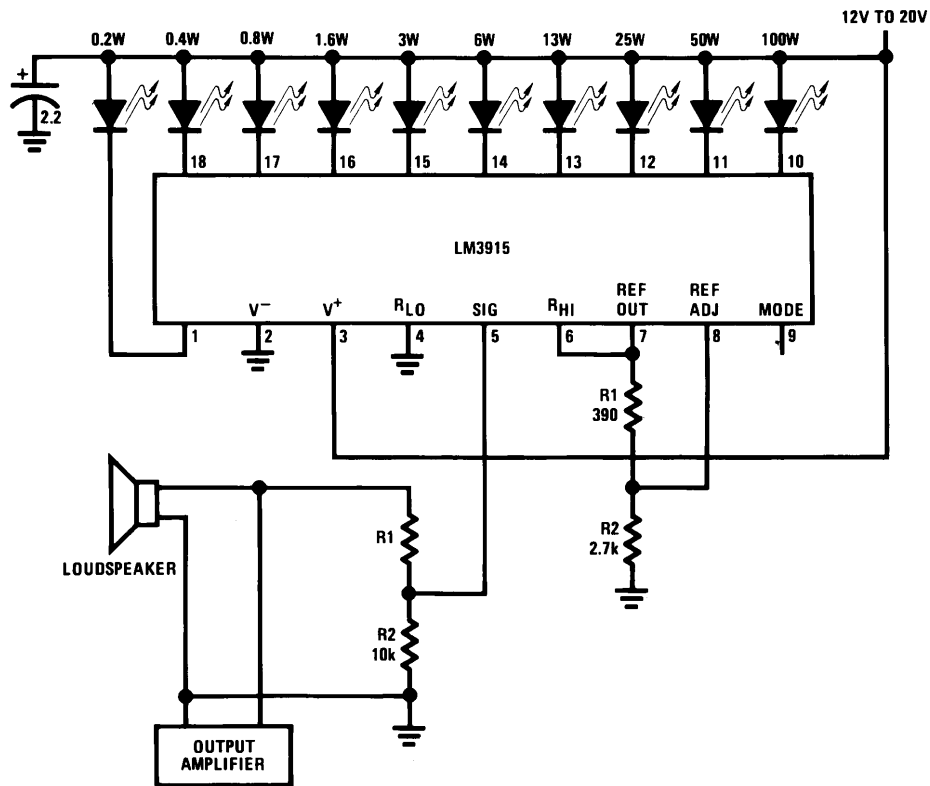 12V TO 20V
0.2W 0.4W 0.8W 1.6W 3W 6W 13W 25W 50W 100W
+
2.2
18 17 16 15 14 13 12 11 10
LM3915
V− V+ RLO SIG RHI REF OUT REF ADJ MODE
1 2 3 4 5 6 7 8 9
R1
390
R2
2.7k
LOUDSPEAKER
R1
R2
10k
OUTPUT
AMPLIFIER